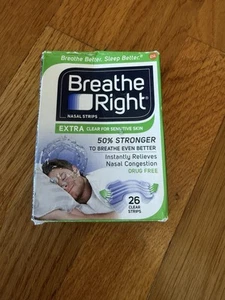 Breathe Better. Sleep Better.
Breathe
Right
NASAL STRIPS
EXTRA CLEAR FOR SENSITIVE SKIN
50% STRONGER
TO BREATHE EVEN BETTER
Instantly Relieves
Nasal Congestion
DRUG FREE
26
CLEAR
STRIPS